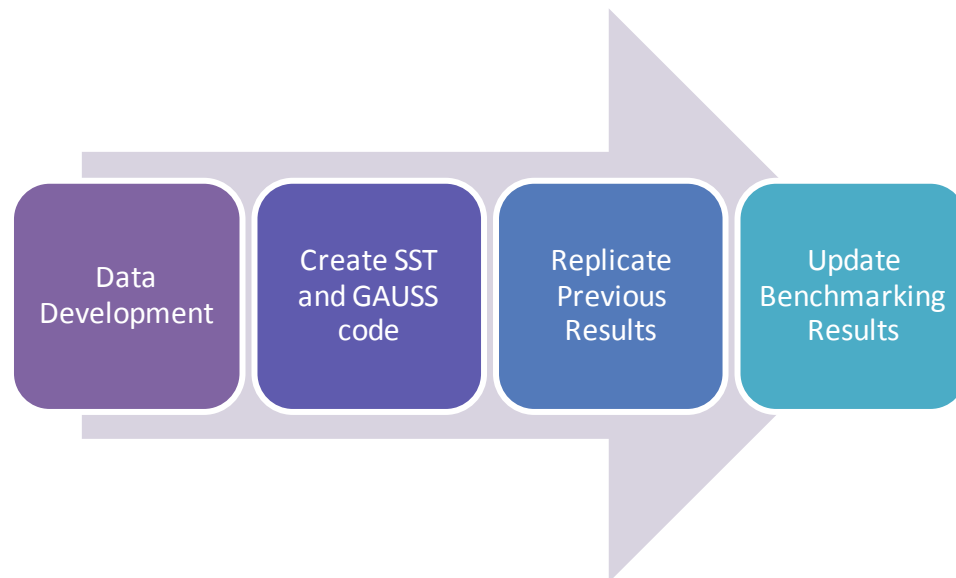 Data
Development
Create SST
and GAUSS
code
Replicate
Previous
Results
Update
Benchmarking
Results